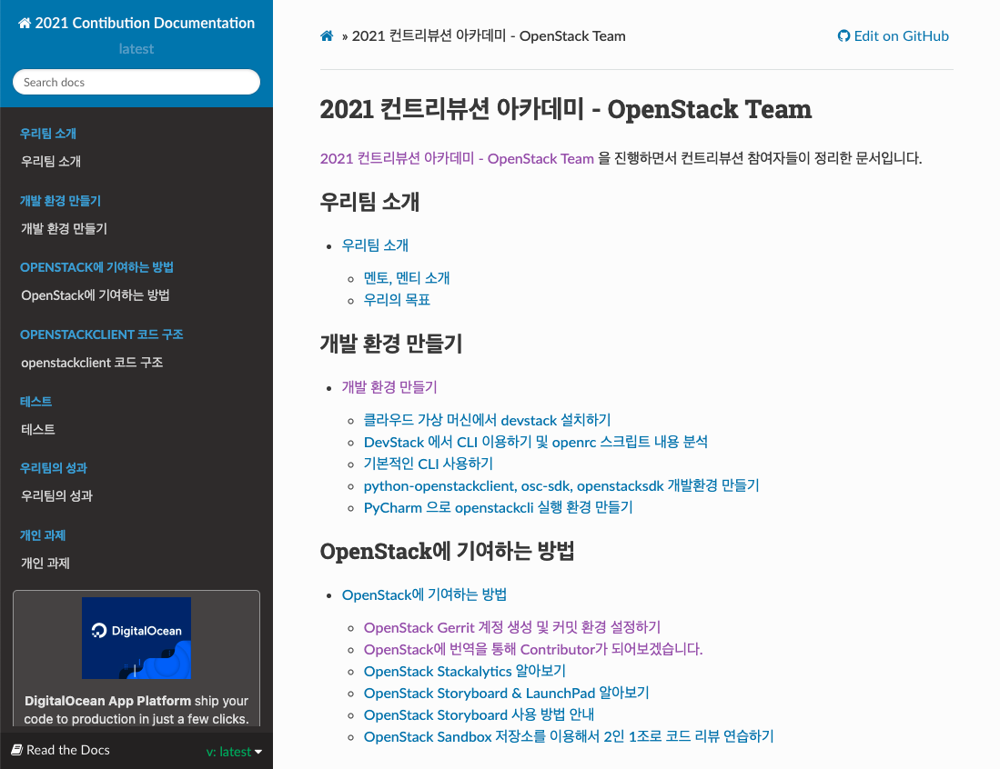 2021 Contibution Documentation
latest
Search docs
우리팀 소개
우리팀 소개
개발 환경 만들기
개발 환경 만들기
OPENSTACK에 기여하는 방법
OpenStack에 기여하는 방법
OPENSTACKCLIENT 코드 구조
openstackclient 코드 구조
테스트
테스트
우리팀의 성과
우리팀의 성과
개인 과제
개인 과제
DigitalOcean
DigitalOcean App Platform ship your
code to production in just a few clicks.
Read the Docs
v: latest
» 2021 컨트리뷰션 아카데미 - OpenStack Team
Edit on GitHub
2021 컨트리뷰션 아카데미 - OpenStack Team
2021 컨트리뷰션 아카데미 - OpenStack Team 을 진행하면서 컨트리뷰션 참여자들이 정리한 문서입니다.
우리팀 소개
우리팀 소개
멘토, 멘티 소개
우리의 목표
개발 환경 만들기
개발 환경 만들기
클라우드 가상 머신에서 devstack 설치하기
DevStack 에서 CLI 이용하기 및 openrc 스크립트 내용 분석
기본적인 CLI 사용하기
python-openstackclient, osc-sdk, openstacksdk 개발환경 만들기
PyCharm 으로 openstackcli 실행 환경 만들기
OpenStack에 기여하는 방법
OpenStack에 기여하는 방법
OpenStack Gerrit 계정 생성 및 커밋 환경 설정하기
OpenStack에 번역을 통해 Contributor가 되어보겠습니다.
OpenStack Stackalytics 알아보기
OpenStack Storyboard & LaunchPad 알아보기
OpenStack Storyboard 사용 방법 안내
OpenStack Sandbox 저장소를 이용해서 2인 1조로 코드 리뷰 연습하기